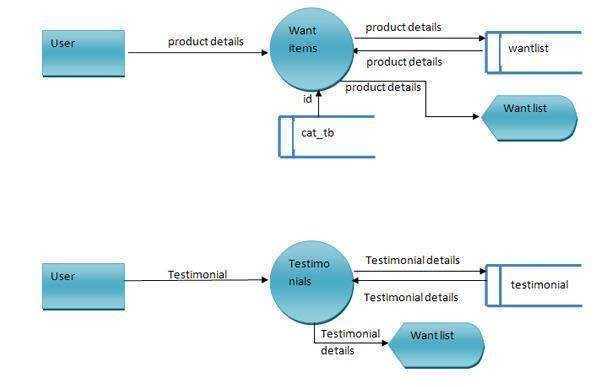 User
product details
Want
items
product details
product details
wantlist
product details
id
cat_tb
Want list
User
Testimonial
Testimo
nials
Testimonial details
Testimonial details
testimonial
Testimonial
details
Want list